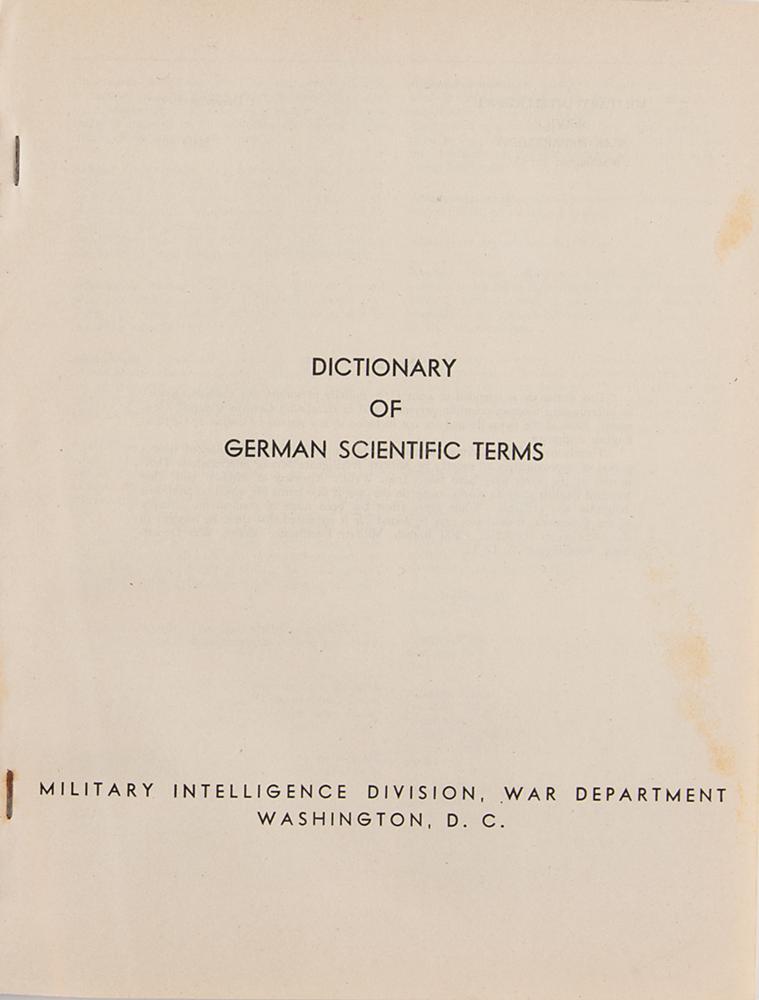 DICTIONARY
OF
GERMAN SCIENTIFIC TERMS
MILITARY INTELLIGENCE DIVISION, WAR DEPARTMENT
WASHINGTON, D. C.